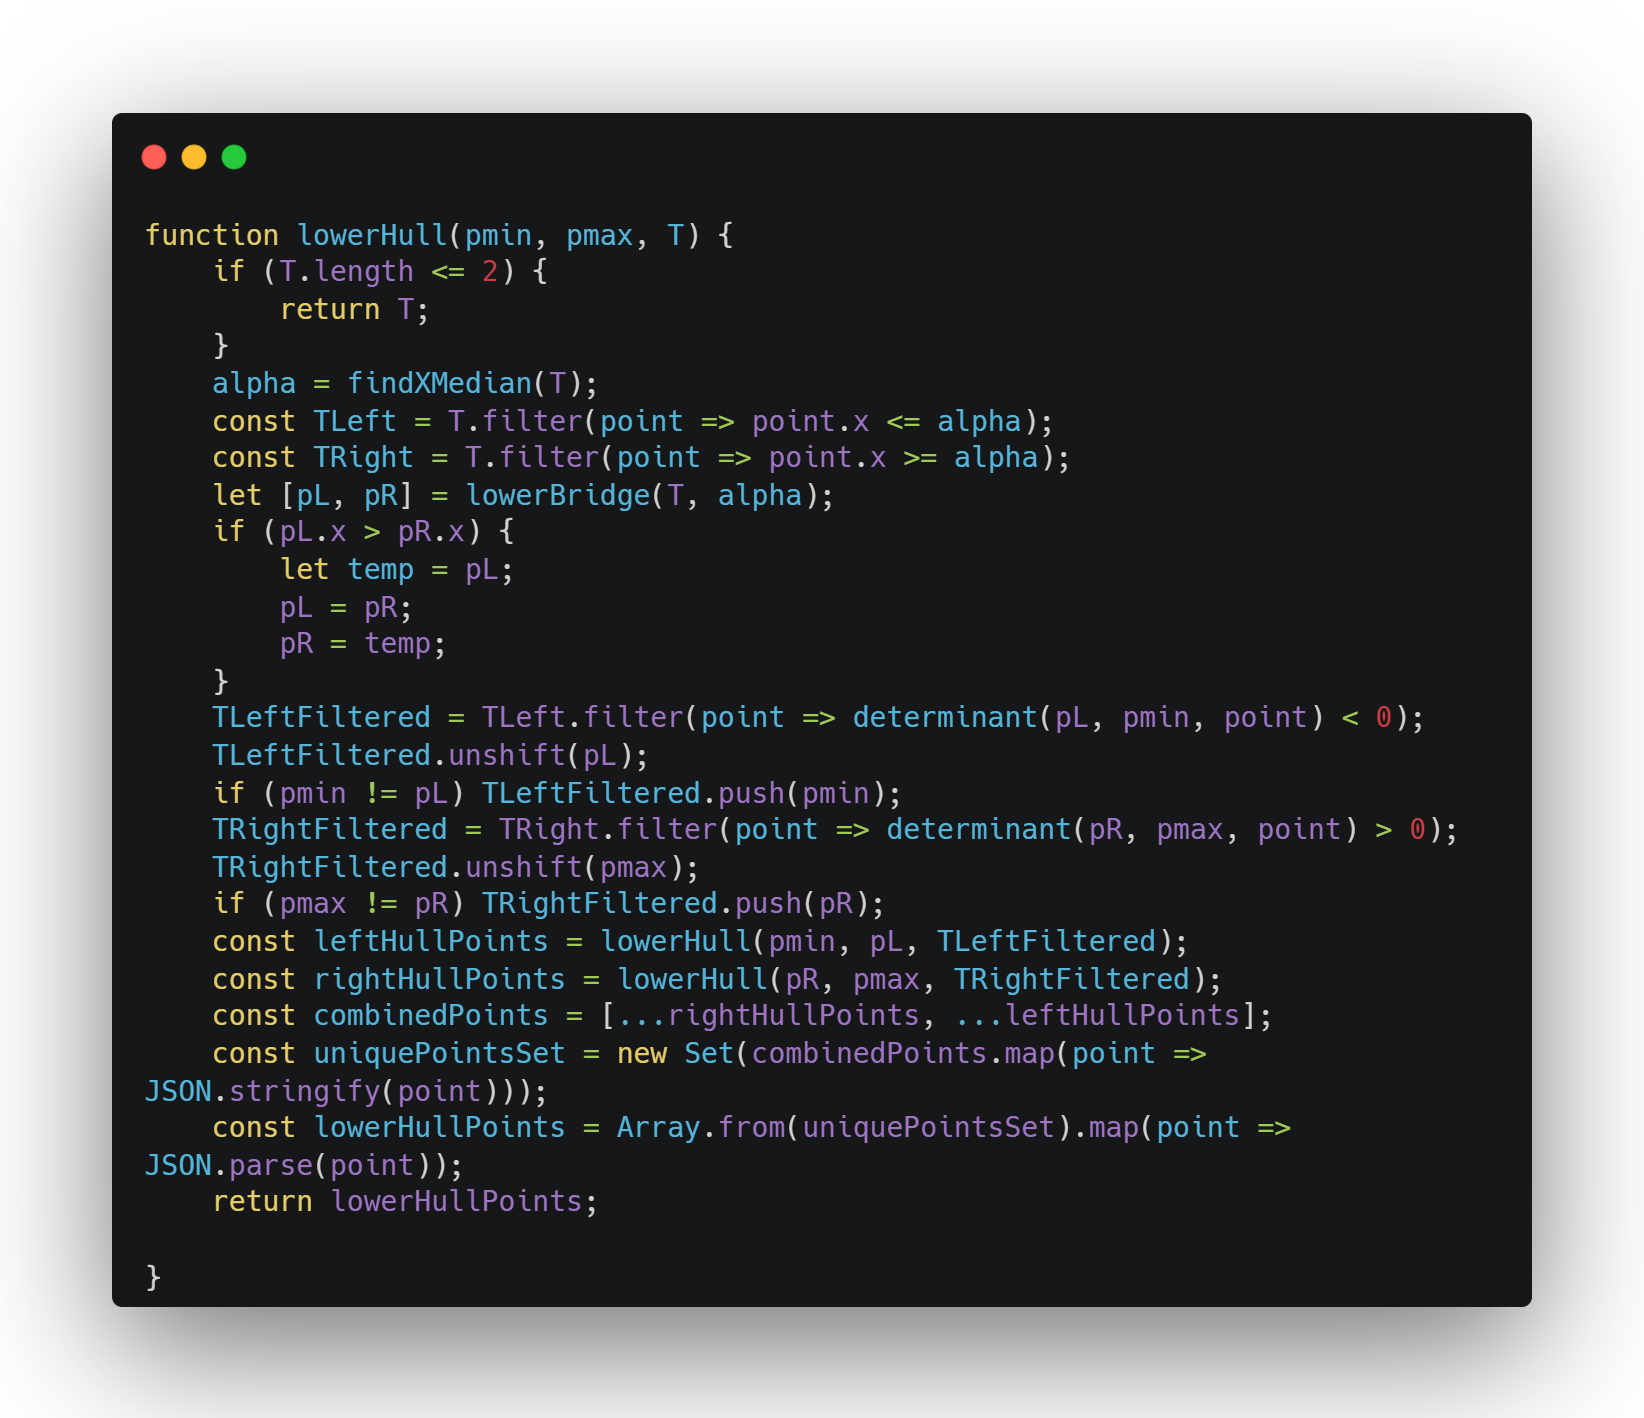 function lowerHull(pmin, pmax, T) {
    if (T.length <= 2) {
        return T;
    }
    alpha = findXMedian(T);
    const TLeft = T.filter(point => point.x <= alpha);
    const TRight = T.filter(point => point.x >= alpha);
    let [pL, pR] = lowerBridge(T, alpha);
    if (pL.x > pR.x) {
        let temp = pL;
        pL = pR;
        pR = temp;
    }
    TLeftFiltered = TLeft.filter(point => determinant(pL, pmin, point) < 0);
    TLeftFiltered.unshift(pL);
    if (pmin != pL) TLeftFiltered.push(pmin);
    TRightFiltered = TRight.filter(point => determinant(pR, pmax, point) > 0);
    TRightFiltered.unshift(pmax);
    if (pmax != pR) TRightFiltered.push(pR);
    const leftHullPoints = lowerHull(pmin, pL, TLeftFiltered);
    const rightHullPoints = lowerHull(pR, pmax, TRightFiltered);
    const combinedPoints = [...rightHullPoints, ...leftHullPoints];
    const uniquePointsSet = new Set(combinedPoints.map(point =>
JSON.stringify(point)));
    const lowerHullPoints = Array.from(uniquePointsSet).map(point =>
JSON.parse(point));
    return lowerHullPoints;

}